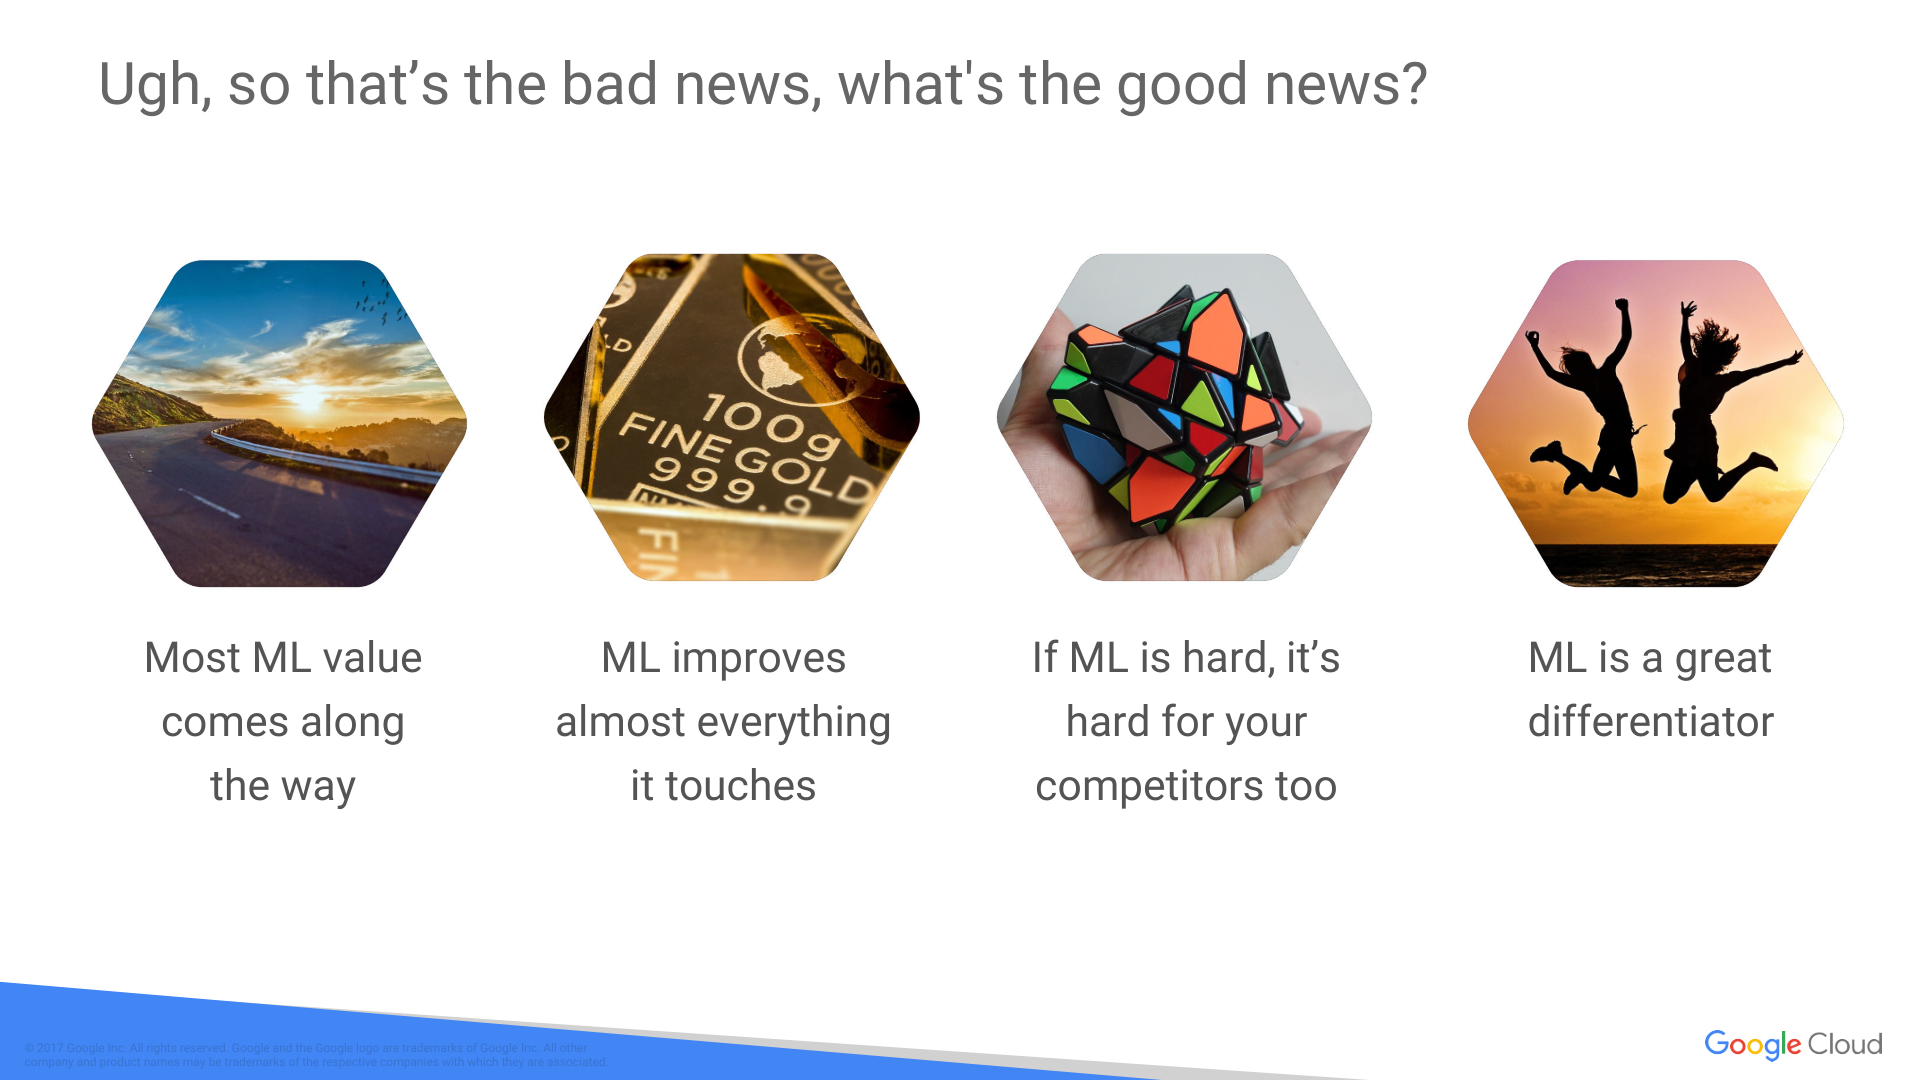 Ugh, so that’s the bad news, what's the good news?
LD
100g
FINE GOLD
999.9
FIN
Most ML value
comes along
the way
ML improves
almost everything
it touches
If ML is hard, it’s
hard for your
competitors too
ML is a great
differentiator
© 2017 Google Inc. All rights reserved. Google and the Google logo are trademarks of Google Inc. All other
company and product names may be trademarks of the respective companies with which they are associated.
Google Cloud